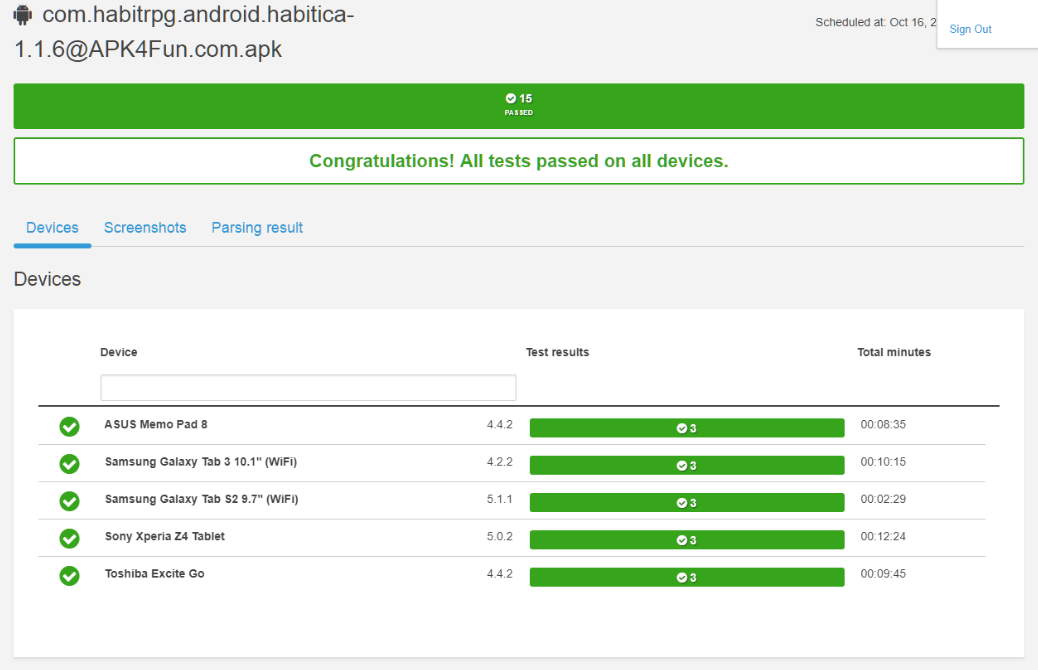 com.habitrpg.android.habitica-
1.1.6@APK4Fun.com.apk
Scheduled at: Oct 16, 2
Sign Out
15
PASSED
Congratulations! All tests passed on all devices.
Devices Screenshots Parsing result
Devices
Device Test results Total minutes
ASUS Memo Pad 8 4.4.2 3 00:08:35
Samsung Galaxy Tab 3 10.1" (WiFi) 4.2.2 3 00:10:15
Samsung Galaxy Tab S2 9.7" (WiFi) 5.1.1 3 00:02:29
Sony Xperia Z4 Tablet 5.0.2 3 00:12:24
Toshiba Excite Go 4.4.2 3 00:09:45